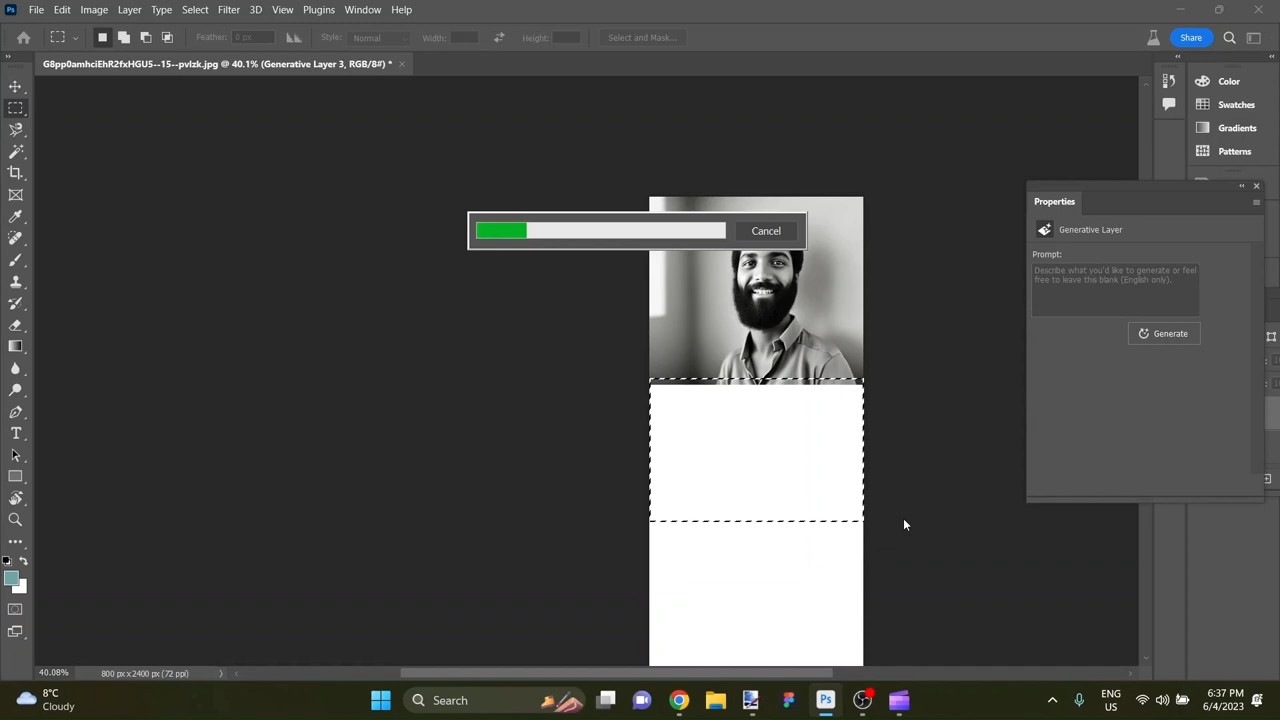 Ps File Edit Image Layer Type Select Filter 3D View Plugins Window Help
Feather: 0 px Style: Normal Width: Height: Select and Mask... Share
G8pp0amhciEhR2fxHGU5--15--pvlzk.jpg @ 40.1% (Generative Layer 3, RGB/8#) *
Color
Swatches
Gradients
Patterns
Properties
Generative Layer
Prompt:
Describe what you'd like to generate or feel
free to leave this blank (English only).
Generate
Cancel
40.08% 800 px x 2400 px (72 ppi)
8°C
Cloudy
Search
Ps
ENG
US
6:37 PM
6/4/2023